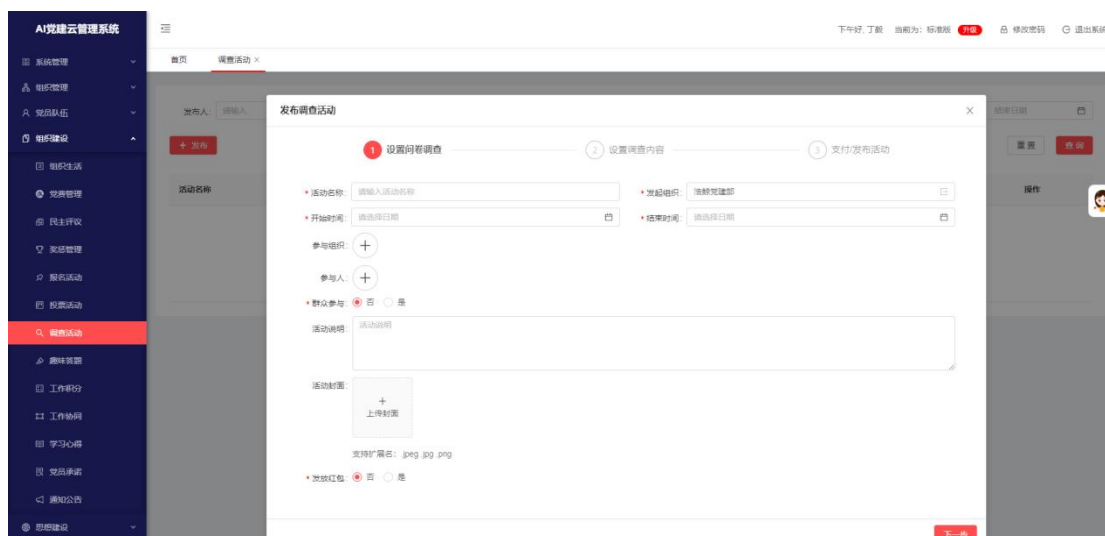 AI党建云管理系统
下午好,丁毅 当前为: 标准版 升级 修改密码 退出系统
系统管理
首页 调查活动 ×
组织管理
党员队伍
发布人: 请输入
发布调查活动
结束日期
组织建设
+ 发布
1 设置问卷调查
2 设置调查内容
3 支付/发布活动
重置 查询
组织生活
活动名称
* 活动名称: 请输入活动名称
* 发起组织: 浩鲸党建部
操作
党费管理
* 开始时间: 请选择日期
* 结束时间: 请选择日期
民主评议
参与组织:
奖惩管理
参与人:
报名活动
* 群众参与: 否 是
投票活动
活动说明: 活动说明
调查活动
趣味答题
活动封面:
工作积分
+
上传封面
工作协同
学习心得
支持扩展名: .jpeg .jpg .png
党员承诺
* 发放红包: 否 是
通知公告
思想建设
下一步